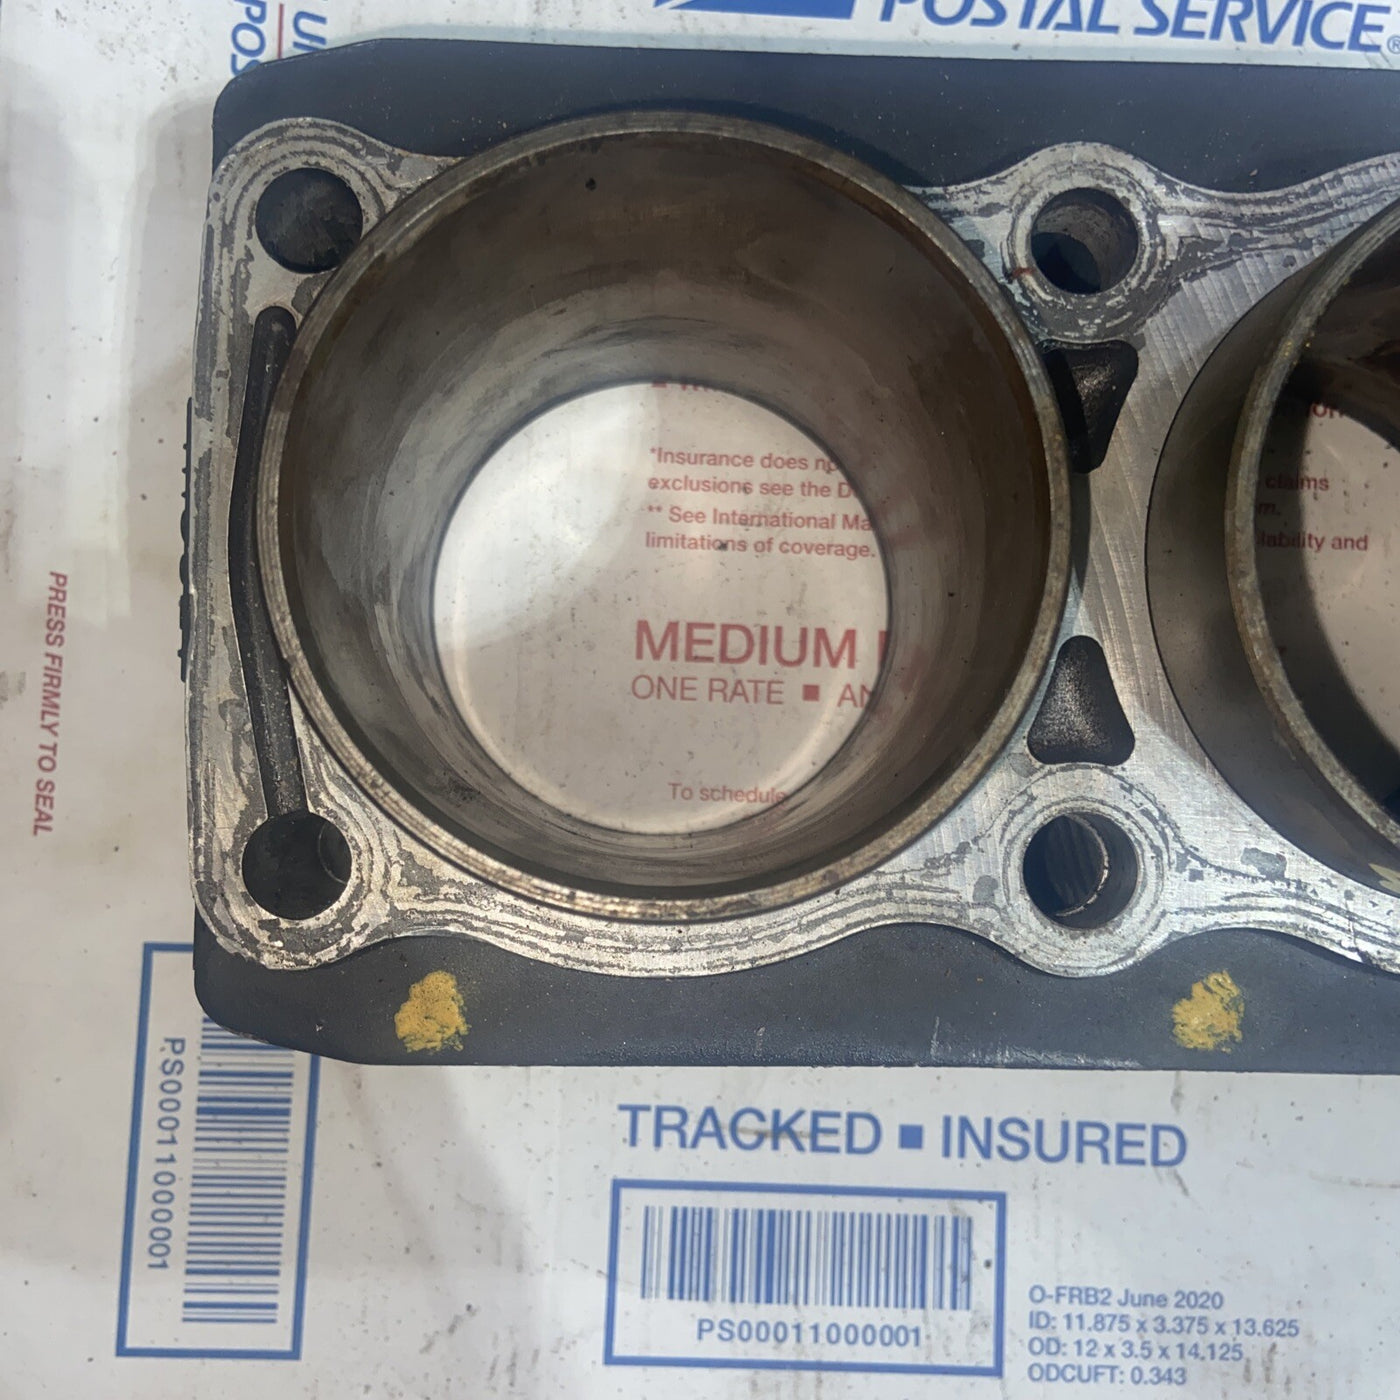 POSTAL SERVICE®
*Insurance does
exclusions see the
** See International
limitations of coverage.
claims
and
MEDIUM
ONE RATE ■
To schedule
PRESS FIRMLY TO SEAL
PS00011000001
TRACKED ■ INSURED
PS00011000001
O-FRB2 June 2020
ID: 11.875 x 3.375 x 13.625
OD: 12 x 3.5 x 14.125
ODCUFT: 0.343